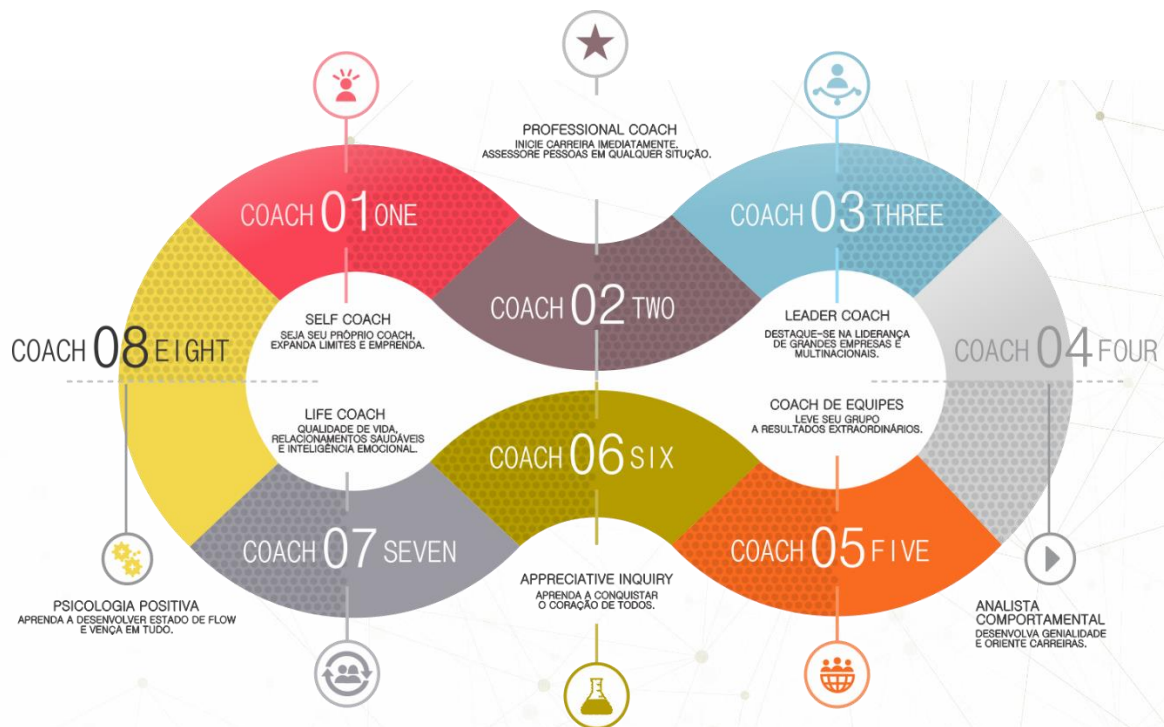 PROFESSIONAL COACH
INICIE CARREIRA IMEDIATAMENTE.
ASSESSORE PESSOAS EM QUALQUER SITUÇÃO.
COACH 01 ONE
COACH 02 TWO
COACH 03 THREE
SELF COACH
SEJA SEU PRÓPRIO COACH,
EXPANDA LIMITES E EMPRENDA.
LEADER COACH
DESTAQUE-SE NA LIDERANÇA
DE GRANDES EMPRESAS E
MULTINACIONAIS.
COACH 08 EIGHT
COACH 04 FOUR
LIFE COACH
QUALIDADE DE VIDA,
RELACIONAMENTOS SAUDÁVEIS
E INTELIGÊNCIA EMOCIONAL.
COACH DE EQUIPES
LEVE SEU GRUPO
A RESULTADOS EXTRAORDINÁRIOS.
COACH 07 SEVEN
COACH 06 SIX
COACH 05 FIVE
PSICOLOGIA POSITIVA
APRENDA A DESENVOLVER ESTADO DE FLOW
E VENÇA EM TUDO.
APPRECIATIVE INQUIRY
APRENDA A CONQUISTAR
O CORAÇÃO DE TODOS.
ANALISTA
COMPORTAMENTAL
DESENVOLVA GENIALIDADE
E ORIENTE CARREIRAS.